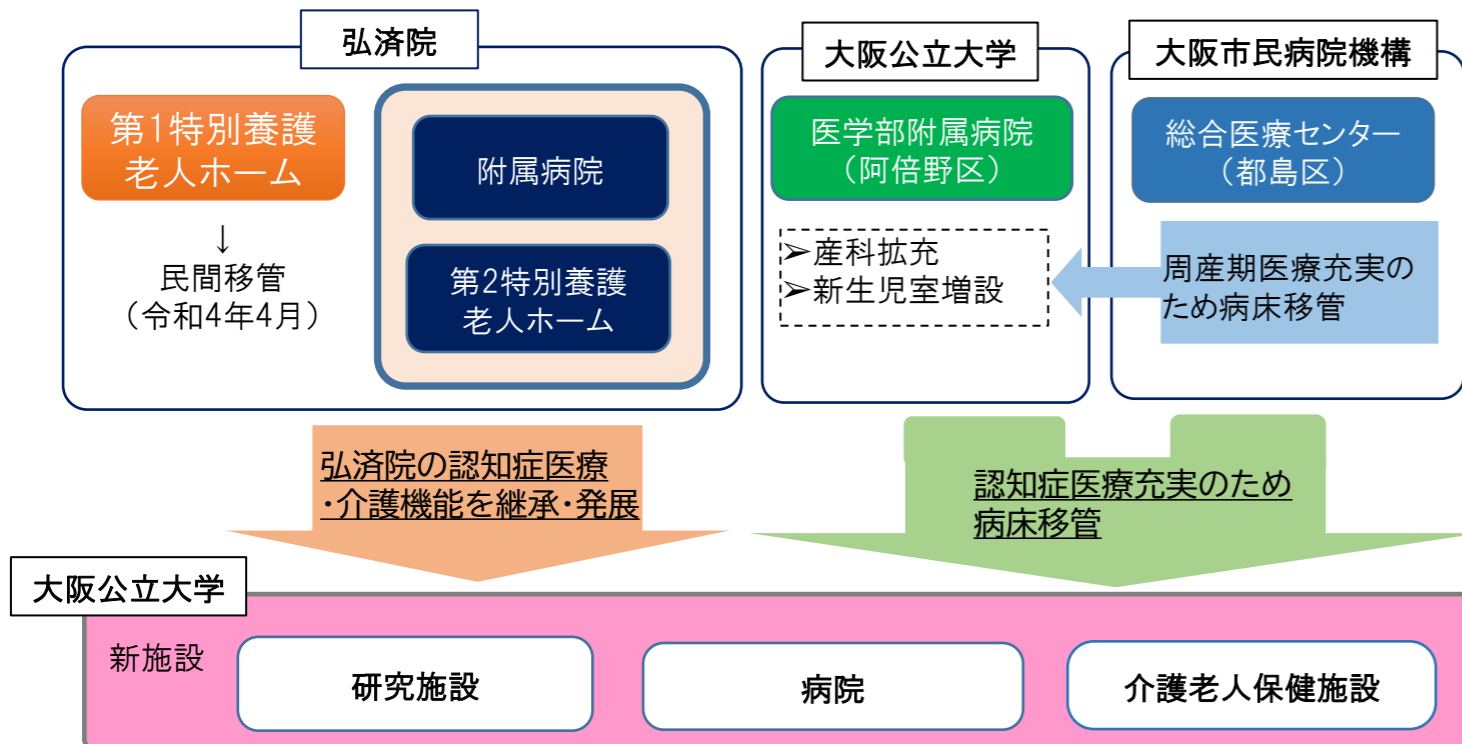 弘済院
第1特別養護
老人ホーム
↓
民間移管
（令和4年4月）
附属病院
第2特別養護
老人ホーム
大阪公立大学
医学部附属病院
（阿倍野区）
➢産科拡充
➢新生児室増設
大阪市民病院機構
総合医療センター
（都島区）
周産期医療充実の
ため病床移管
弘済院の認知症医療
・介護機能を継承・発展
認知症医療充実のため
病床移管
大阪公立大学
新施設
研究施設
病院
介護老人保健施設